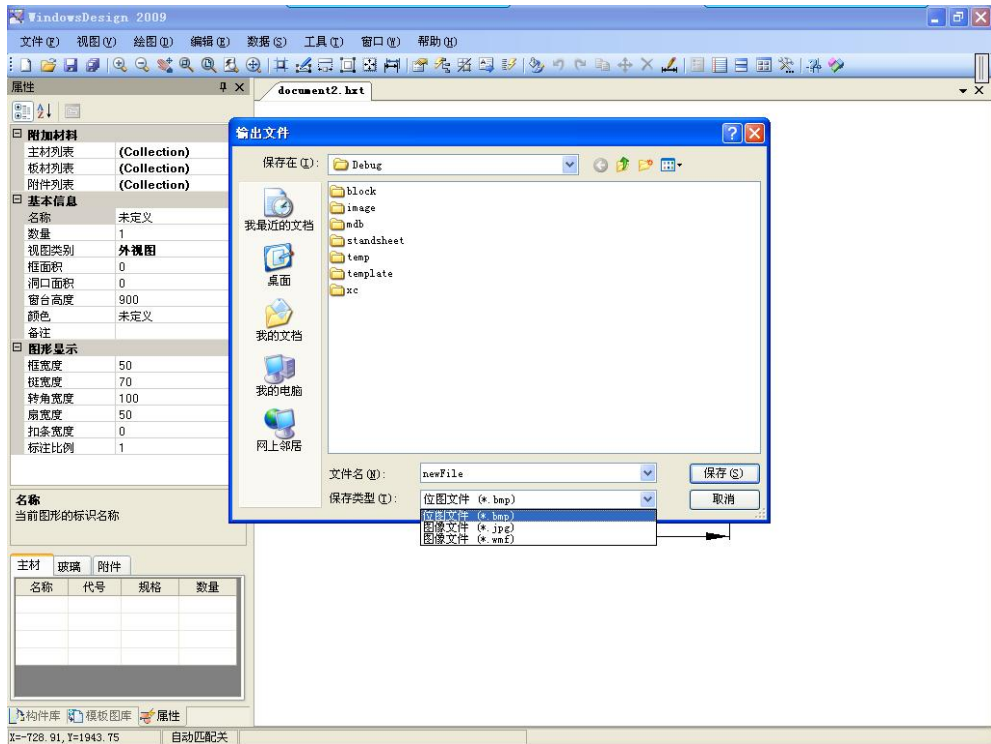 WindowsDesign 2009
文件(F) 视图(V) 绘图(D) 编辑(E) 数据(S) 工具(T) 窗口(W) 帮助(H)
属性
document2.hxt
附加材料
主材列表 (Collection)
板材列表 (Collection)
附件列表 (Collection)
基本信息
名称 未定义
数量 1
视图类别 外视图
框面积 0
洞口面积 0
窗台高度 900
颜色 未定义
备注
图形显示
框宽度 50
梃宽度 70
转角宽度 100
扇宽度 50
扣条宽度 0
标注比例 1
名称
当前图形的标识名称
主材 玻璃 附件
名称 代号 规格 数量
构件库 模板图库 属性
X=-728.91,Y=1943.75 自动匹配关
输出文件
保存在(I): Debug
我最近的文档
桌面
我的文档
我的电脑
网上邻居
block
image
mdb
standsheet
temp
template
xc
文件名(N): newFile 保存(S)
保存类型(T): 位图文件 (*.bmp) 取消
位图文件 (*.bmp)
图像文件 (*.jpg)
图像文件 (*.wmf)